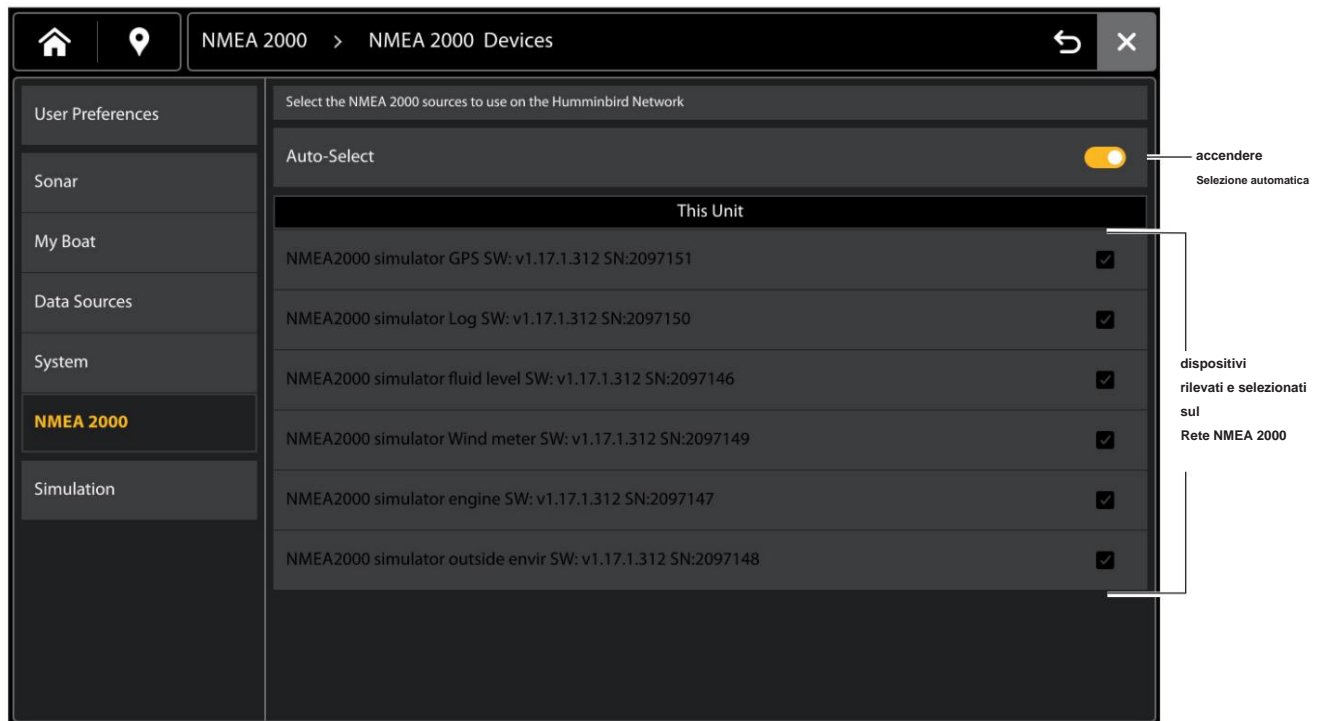 NMEA 2000 > NMEA 2000 Devices
User Preferences
Sonar
My Boat
Data Sources
System
NMEA 2000
Simulation
Select the NMEA 2000 sources to use on the Humminbird Network
Auto-Select
This Unit
NMEA2000 simulator GPS SW: v1.17.1.312 SN:2097151
NMEA2000 simulator Log SW: v1.17.1.312 SN:2097150
NMEA2000 simulator fluid level SW: v1.17.1.312 SN:2097146
NMEA2000 simulator Wind meter SW: v1.17.1.312 SN:2097149
NMEA2000 simulator engine SW: v1.17.1.312 SN:2097147
NMEA2000 simulator outside envir SW: v1.17.1.312 SN:2097148
accendere
Selezione automatica
dispositivi
rilevati e selezionati
sul
Rete NMEA 2000